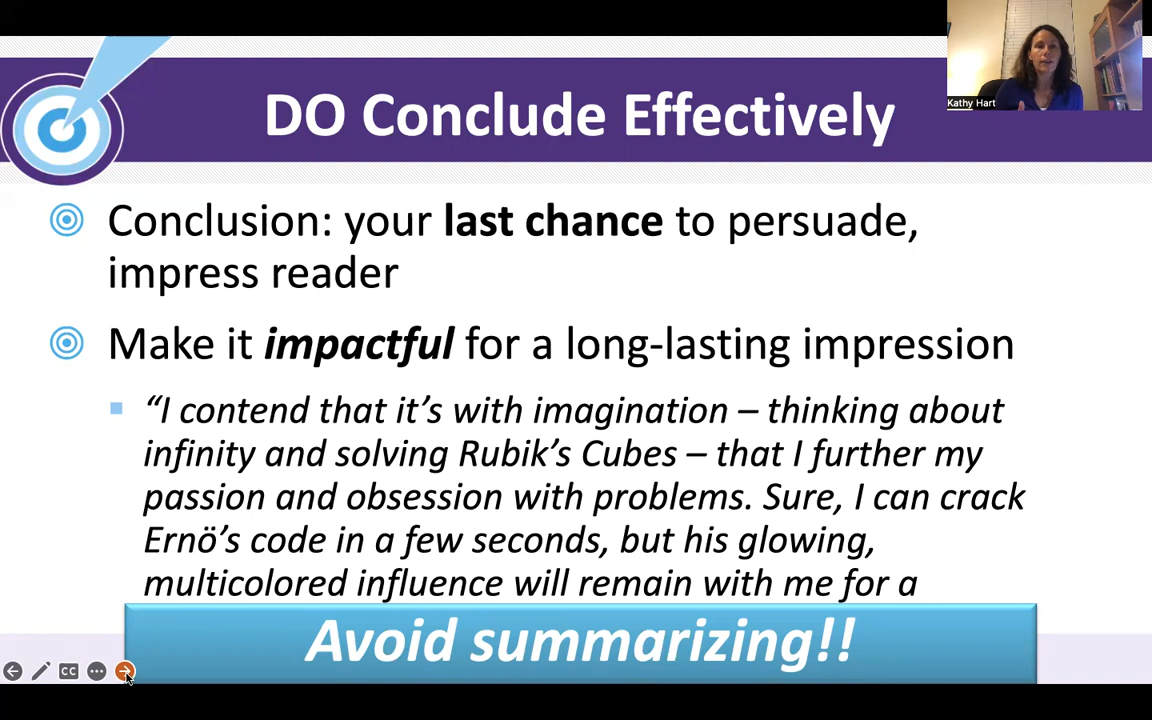 DO Conclude Effectively
Kathy Hart
Conclusion: your last chance to persuade,
impress reader
Make it impactful for a long-lasting impression
“I contend that it’s with imagination – thinking about
infinity and solving Rubik’s Cubes – that I further my
passion and obsession with problems. Sure, I can crack
Ernö’s code in a few seconds, but his glowing,
multicolored influence will remain with me for a
Avoid summarizing!!
CC